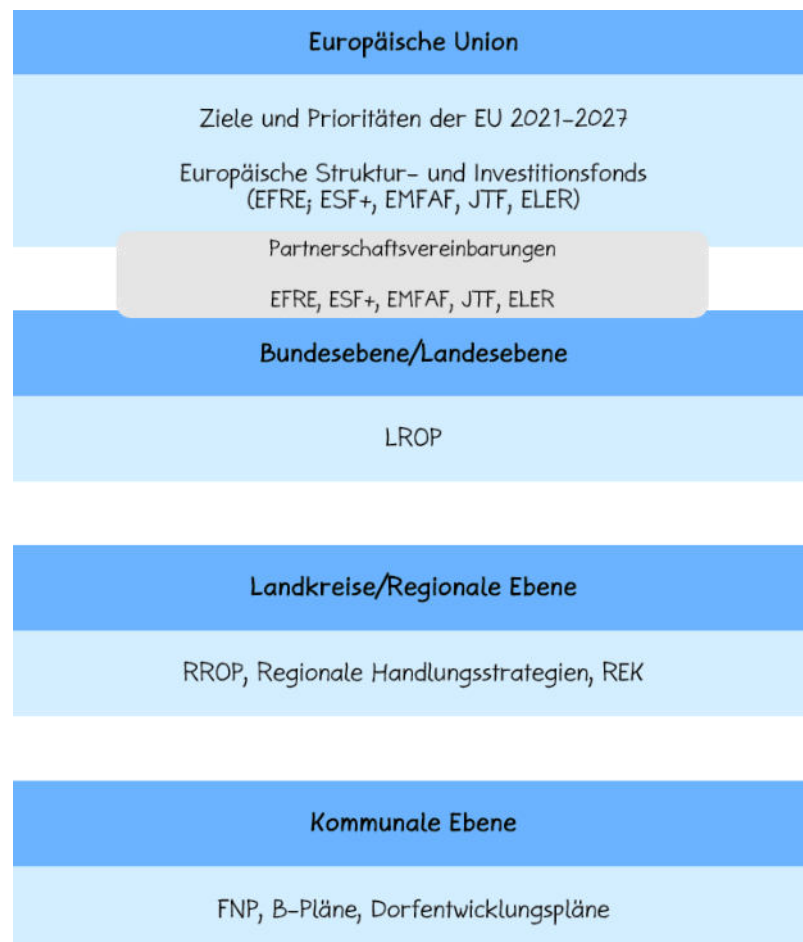 Europäische Union
Ziele und Prioritäten der EU 2021-2027
Europäische Struktur- und Investitionsfonds
(EFRE; ESF+, EMFAF, JTF, ELER)
Partnerschaftsvereinbarungen
EFRE, ESF+, EMFAF, JTF, ELER
Bundesebene/Landesebene
LROP
Landkreise/Regionale Ebene
RROP, Regionale Handlungsstrategien, REK
Kommunale Ebene
FNP, B-Pläne, Dorfentwicklungspläne